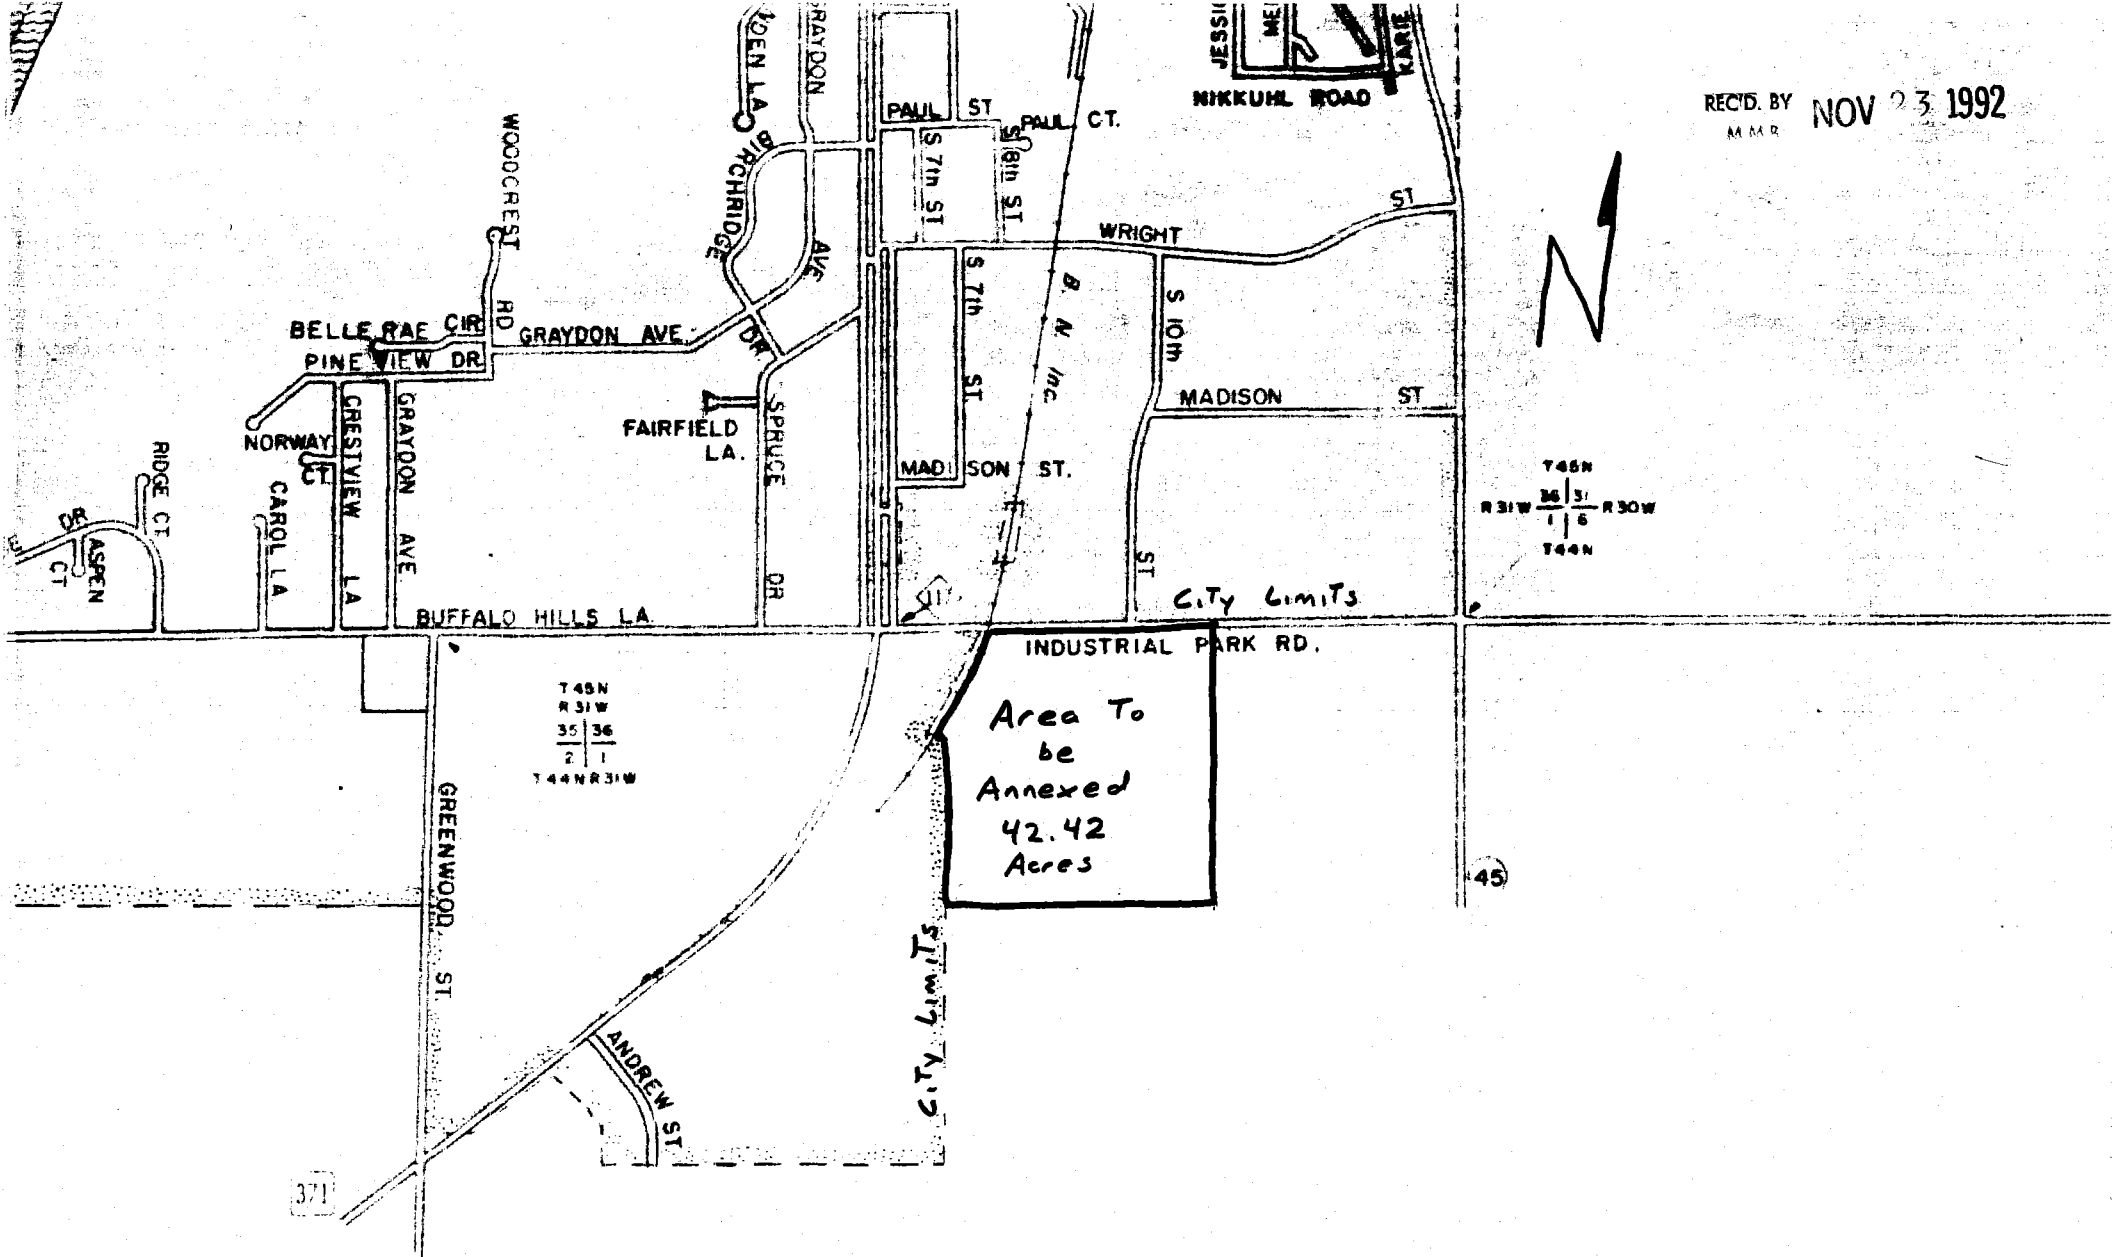 JESSI
KARIE
NIKKUHL ROAD
REC'D. BY NOV 23 1992
M M R
DEN LA
GRAYDON
AVE
BIRCHRIDGE
DR
WOODCREST
RD
PAUL ST
PAUL CT.
S 7th ST
S 8th ST
WRIGHT ST
S 7th ST
B. N. Inc.
S 10th
ST
BELLE RAE CIR
PINE VIEW DR
GRAYDON AVE.
FAIRFIELD
LA.
SPRUCE
DR
MADISON ST
MADISON ST.
NORWAY
CT.
CRESTVIEW
LA
GRAYDON
AVE.
CAROL LA
RIDGE CT
DR
ASPEN
CT
T45N
R31W 36 31 R30W
1 6
T44N
BUFFALO HILLS LA.
City Limits
INDUSTRIAL PARK RD.
T45N
R31W
35 36
2 1
T44N R31W
Area To
be
Annexed
42.42
Acres
GREENWOOD
ST.
45
City Limits
ANDREW ST
371